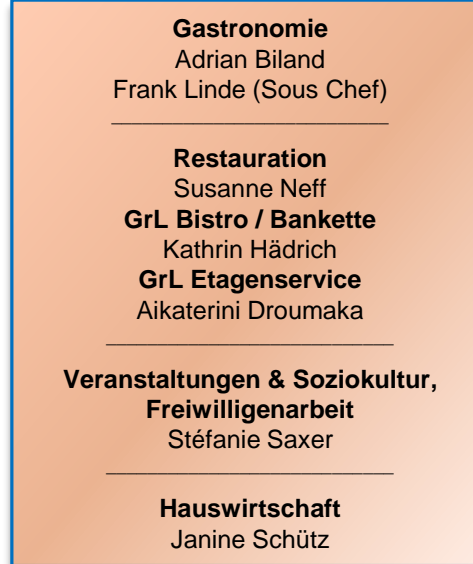 Gastronomie
Adrian Biland
Frank Linde (Sous Chef)
Restauration
Susanne Neff
GrL Bistro / Bankette
Kathrin Hädrich
GrL Etagenservice
Aikaterini Droumaka
Veranstaltungen & Soziokultur,
Freiwilligenarbeit
Stéfanie Saxer
Hauswirtschaft
Janine Schütz